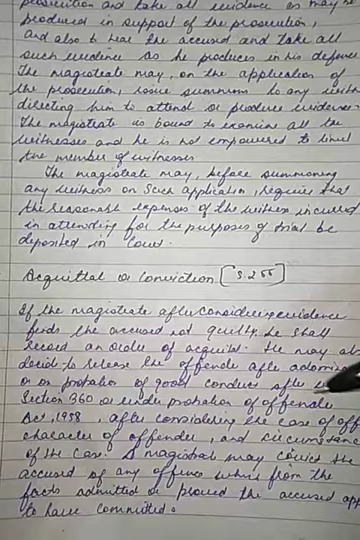 prosecution and take all evidence as may be
produced in support of the prosecution,
and also to hear the accused and take all
such evidence as he produces in his defence
The magistrate may, on the application of
the prosecution, issue summons to any
directing him to attend or produce evidence.
The magistrate is bound to examine all the
witnesses and he is not empowered to limit
the member of witnesses.
The magistrate may, before summoning
any witness on such application, require that
the reasonable expenses of the witness incurred
in attending for the purposes of trial be
deposited in Court.
Acquittal or Conviction [S.255]
If the magistrate after considering evidence
finds the accused not guilty, he shall
record an order of acquittal. He may
decide to release the offender after
or on probation of good conduct after
Section 360 or under probation of offender
Act, 1958, after considering the case of
character of offender, and circumstance
of the case. A magistrate may convict the
accused of any offence which from the
facts admitted or proved the accused
to have committed.